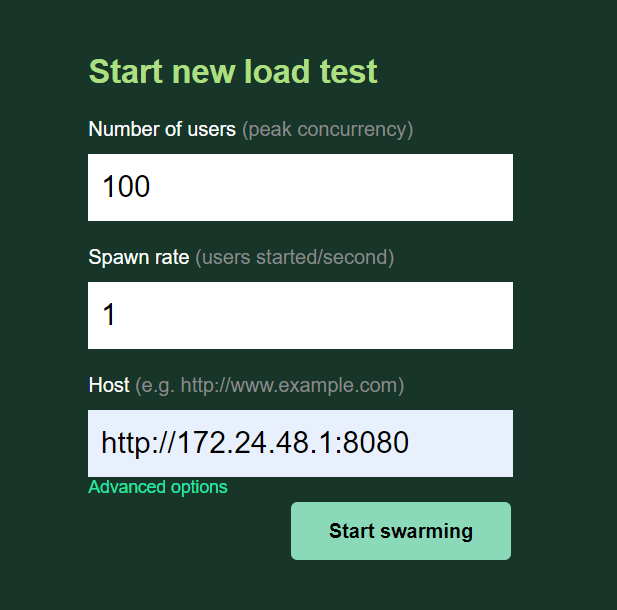 Start new load test
Number of users (peak concurrency)
100
Spawn rate (users started/second)
1
Host (e.g. http://www.example.com)
http://172.24.48.1:8080
Advanced options
Start swarming